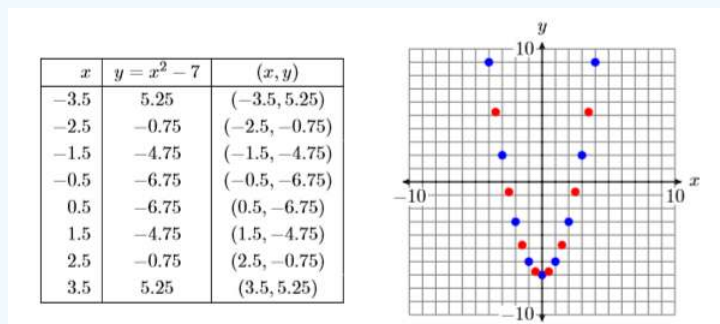 x y = x² – 7 (x, y)
–3.5 5.25 (–3.5, 5.25)
–2.5 –0.75 (–2.5, –0.75)
–1.5 –4.75 (–1.5, –4.75)
–0.5 –6.75 (–0.5, –6.75)
0.5 –6.75 (0.5, –6.75)
1.5 –4.75 (1.5, –4.75)
2.5 –0.75 (2.5, –0.75)
3.5 5.25 (3.5, 5.25)
y
10
x
–10
10
–10